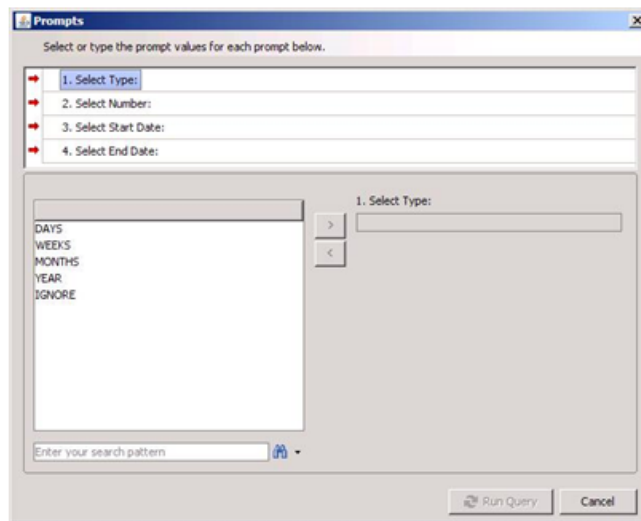 Prompts
Select or type the prompt values for each prompt below.
1. Select Type:
2. Select Number:
3. Select Start Date:
4. Select End Date:
1. Select Type:
>
<
DAYS
WEEKS
MONTHS
YEAR
IGNORE
Enter your search pattern
Run Query
Cancel